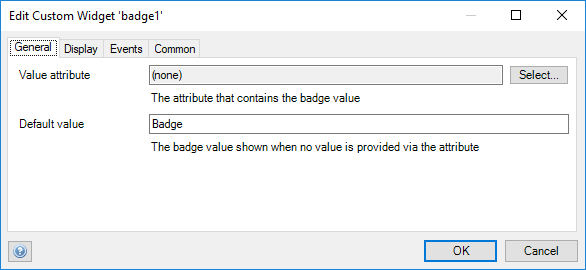 Edit Custom Widget 'badge1'
General Display Events Common
Value attribute (none) Select...
The attribute that contains the badge value
Default value Badge
The badge value shown when no value is provided via the attribute
? OK Cancel